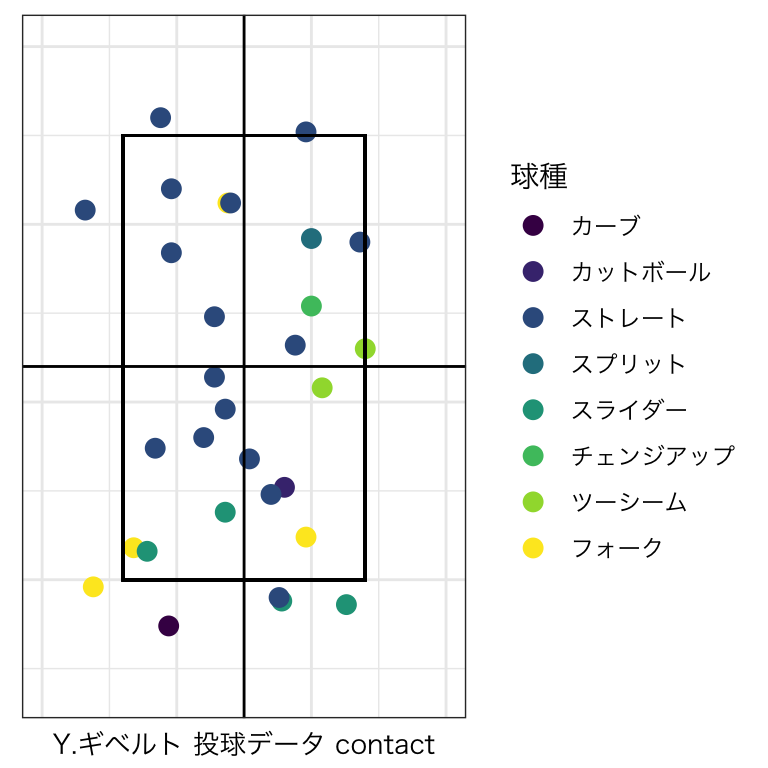 球種
カーブ
カットボール
ストレート
スプリット
スライダー
チェンジアップ
ツーシーム
フォーク
Y.ギベルト 投球データ contact